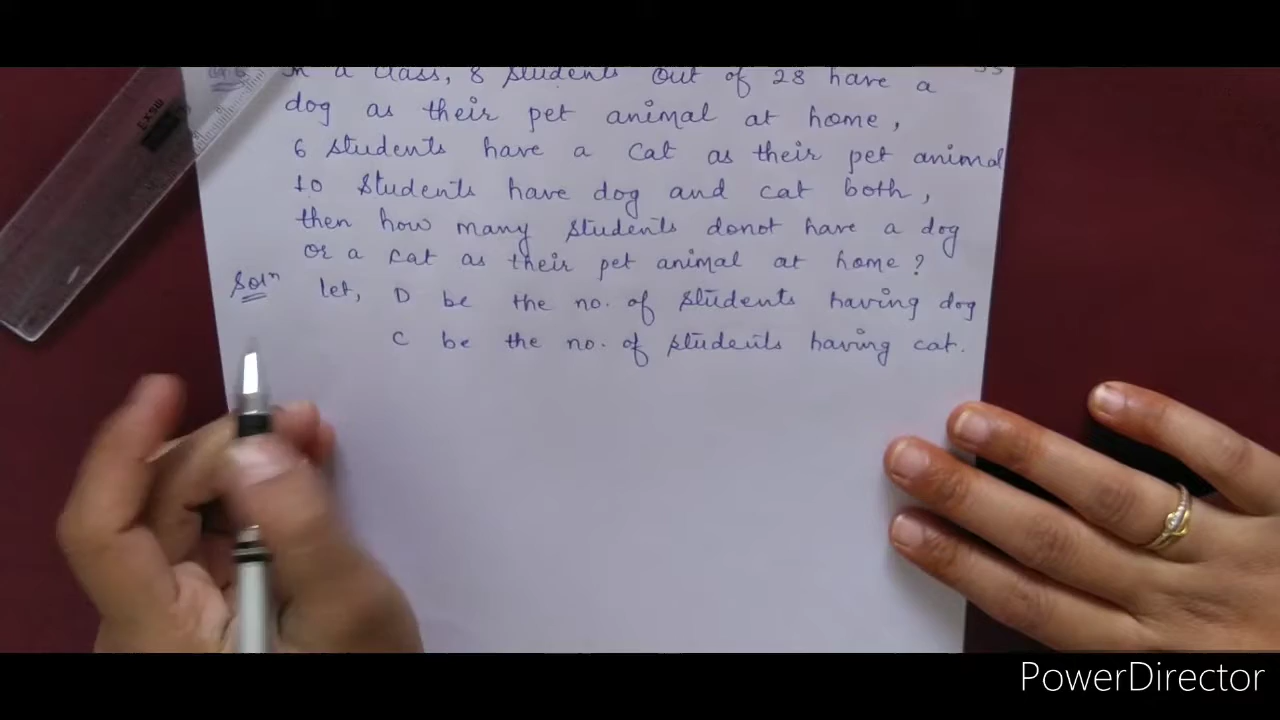 In a class, 8 students out of 28 have a
dog as their pet animal at home,
6 students have a cat as their pet animal
10 students have dog and cat both,
then how many students donot have a dog
or a cat as their pet animal at home?
Solⁿ let, D be the no. of students having dog
C be the no. of students having cat.
PowerDirector